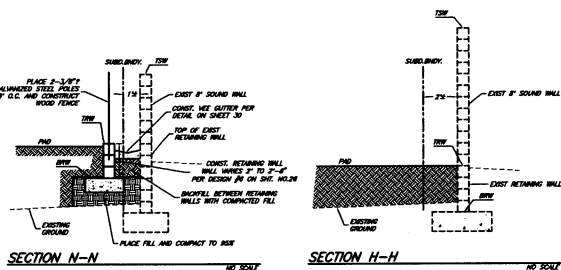 TSW
SUBD.BNDY.
PLACE 2-3/8"?
GALVANIZED STEEL POLES
8' O.C. AND CONSTRUCT
WOOD FENCE
1½
EXIST 8' SOUND WALL
CONST. VEE GUTTER PER
DETAIL ON SHEET 30
TRW
TOP OF EXIST
RETAINING WALL
PAD
BRW
CONST. RETAINING WALL
WALL VARIES 2' TO 2'-8"
PER DESIGN #6 ON SHT. NO.26
BACKFILL BETWEEN RETAINING
WALLS WITH COMPACTED FILL
EXISTING
GROUND
PLACE FILL AND COMPACT TO 95%
SECTION N-N
NO SCALE
TSW
SUBD.BNDY.
2½
EXIST 8' SOUND WALL
TRW
PAD
EXIST RETAINING WALL
BRW
EXISTING
GROUND
SECTION H-H
NO SCALE